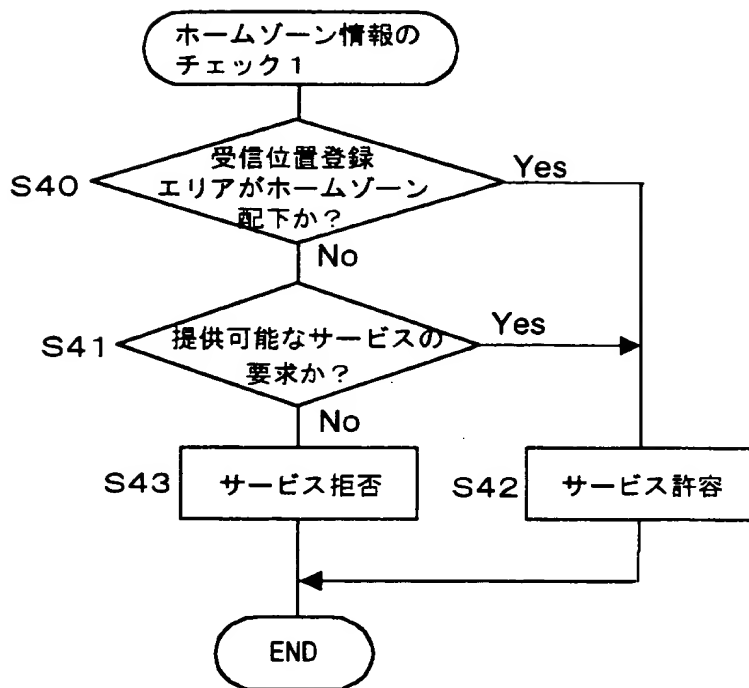 ホームゾーン情報の
チェック1
受信位置登録
エリアがホームゾーン
配下か?
S40
Yes
No
提供可能なサービスの
要求か?
S41
Yes
No
S43
サービス拒否
S42
サービス許容
END